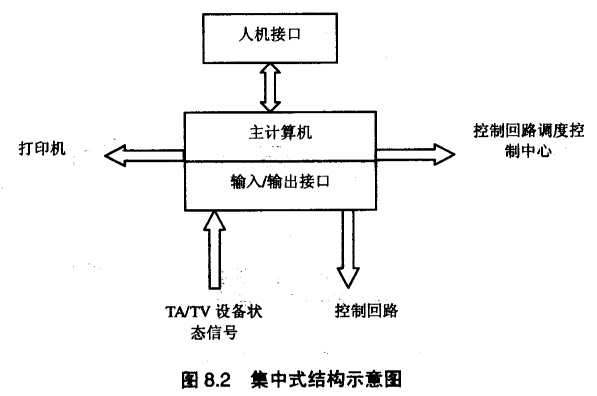 人机接口
主计算机
打印机
控制回路调度控
制中心
输入/输出接口
TA/TV 设备状
态信号
控制回路
图 8.2 集中式结构示意图